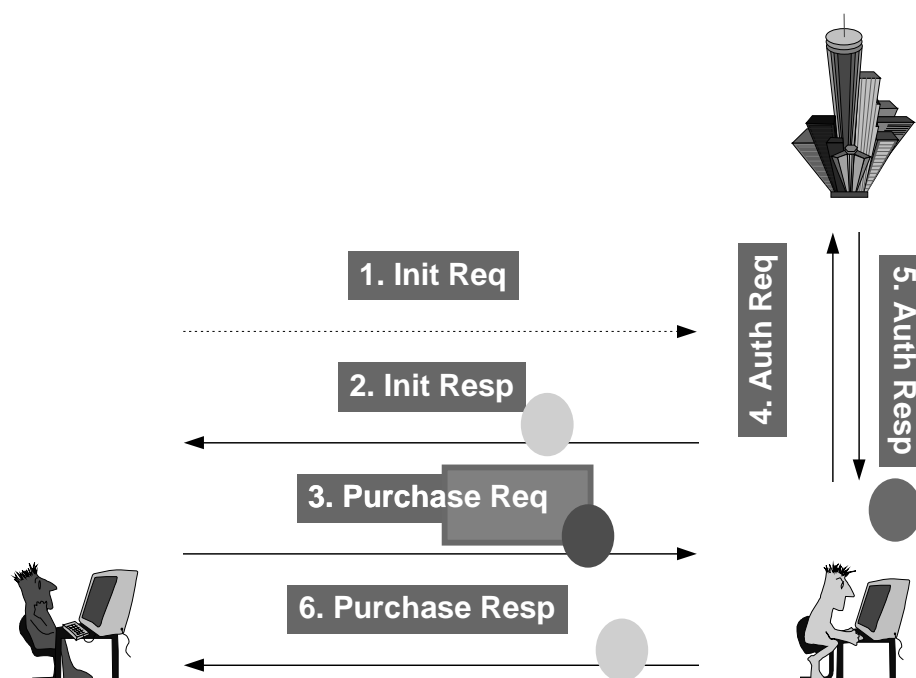 1. Init Req
2. Init Resp
3. Purchase Req
4. Auth Req
5. Auth Resp
6. Purchase Resp